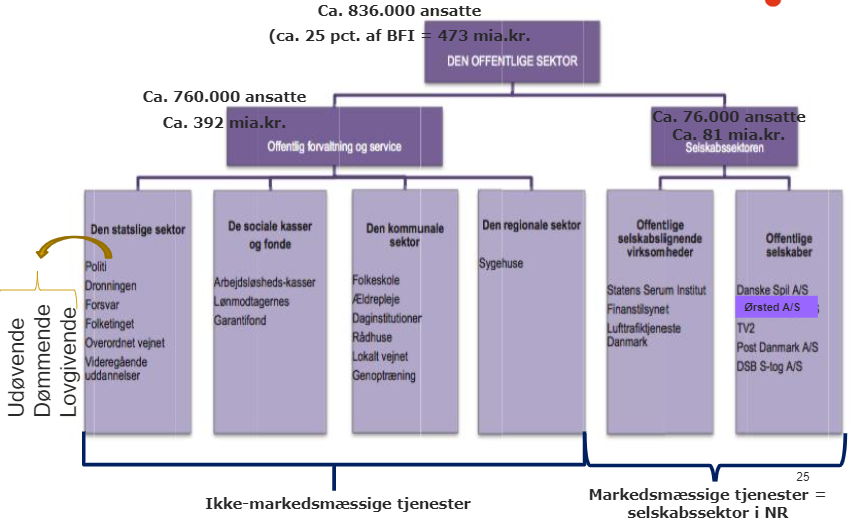 Ca. 836.000 ansatte
(ca. 25 pct. af BFI = 473 mia.kr.
DEN OFFENTLIGE SEKTOR
Ca. 760.000 ansatte
Ca. 392 mia.kr.
Offentlig forvaltning og service
Ca. 76.000 ansatte
Ca. 81 mia.kr.
Selskabssektoren
Den statslige sektor
Politi
Dronningen
Forsvar
Folketinget
Overordnet vejnet
Videregående
uddannelser
De sociale kasser
og fonde
Arbejdsløsheds-kasser
Lønmodtagernes
Garantifond
Den kommunale
sektor
Folkeskole
Ældrepleje
Daginstitutioner
Rådhuse
Lokalt vejnet
Genoptræning
Den regionale sektor
Sygehuse
Offentlige
selskabslignende
virksomheder
Statens Serum Institut
Finanstilsynet
Lufttrafiktjeneste
Danmark
Offentlige
selskaber
Danske Spil A/S
Ørsted A/S
TV2
Post Danmark A/S
DSB S-tog A/S
Udøvende
Dømmende
Lovgivende
Ikke-markedsmæssige tjenester
Markedsmæssige tjenester =
selskabssektor i NR
25